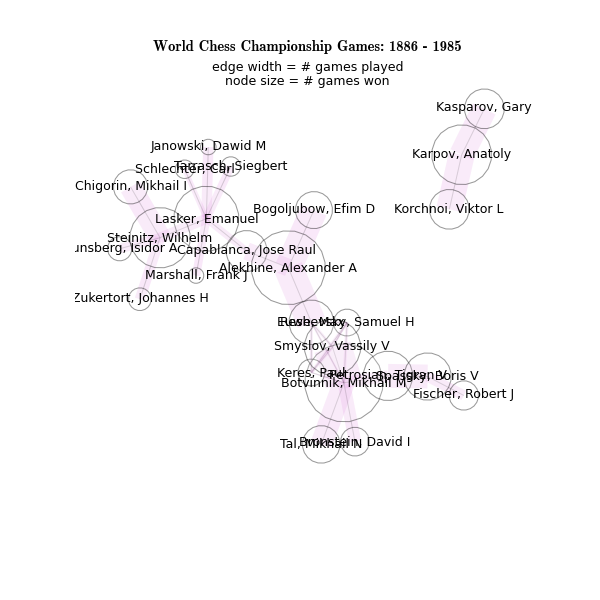 World Chess Championship Games: 1886 - 1985
edge width = # games played
node size = # games won
Kasparov, Gary
Janowski, Dawid M
Karpov, Anatoly
Schlechter, Carl
Tarrasch, Siegbert
Chigorin, Mikhail I
Bogoljubow, Efim D
Korchnoi, Viktor L
Lasker, Emanuel
Steinitz, Wilhelm
unsberg, Isidor A
Capablanca, Jose Raul
Alekhine, Alexander A
Marshall, Frank J
Zukertort, Johannes H
Euwe, Max
Reshevsky, Samuel H
Smyslov, Vassily V
Keres, Paul
Petrosian, Tigran V
Spassky, Boris V
Botvinnik, Mikhail M
Fischer, Robert J
Bronstein, David I
Tal, Mikhail N